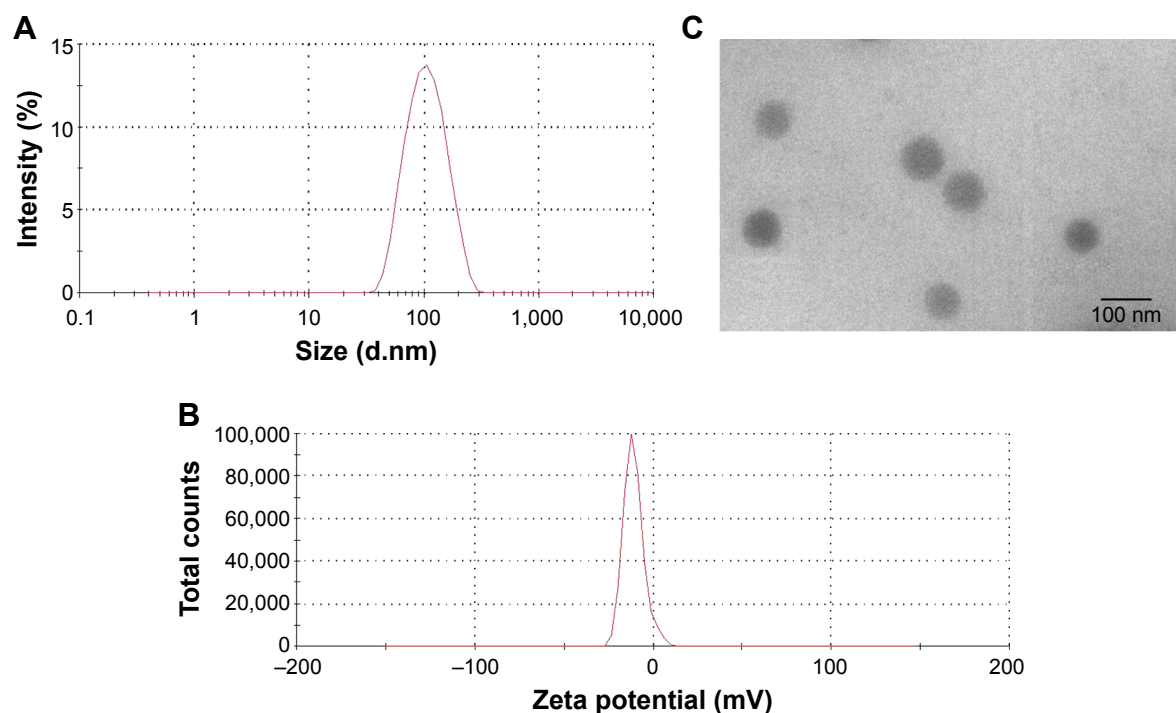 A
15
10
5
0
Intensity (%)
0.1 1 10 100 1,000 10,000
Size (d.nm)
C
100 nm
B
100,000
80,000
60,000
40,000
20,000
0
Total counts
–200 –100 0 100 200
Zeta potential (mV)